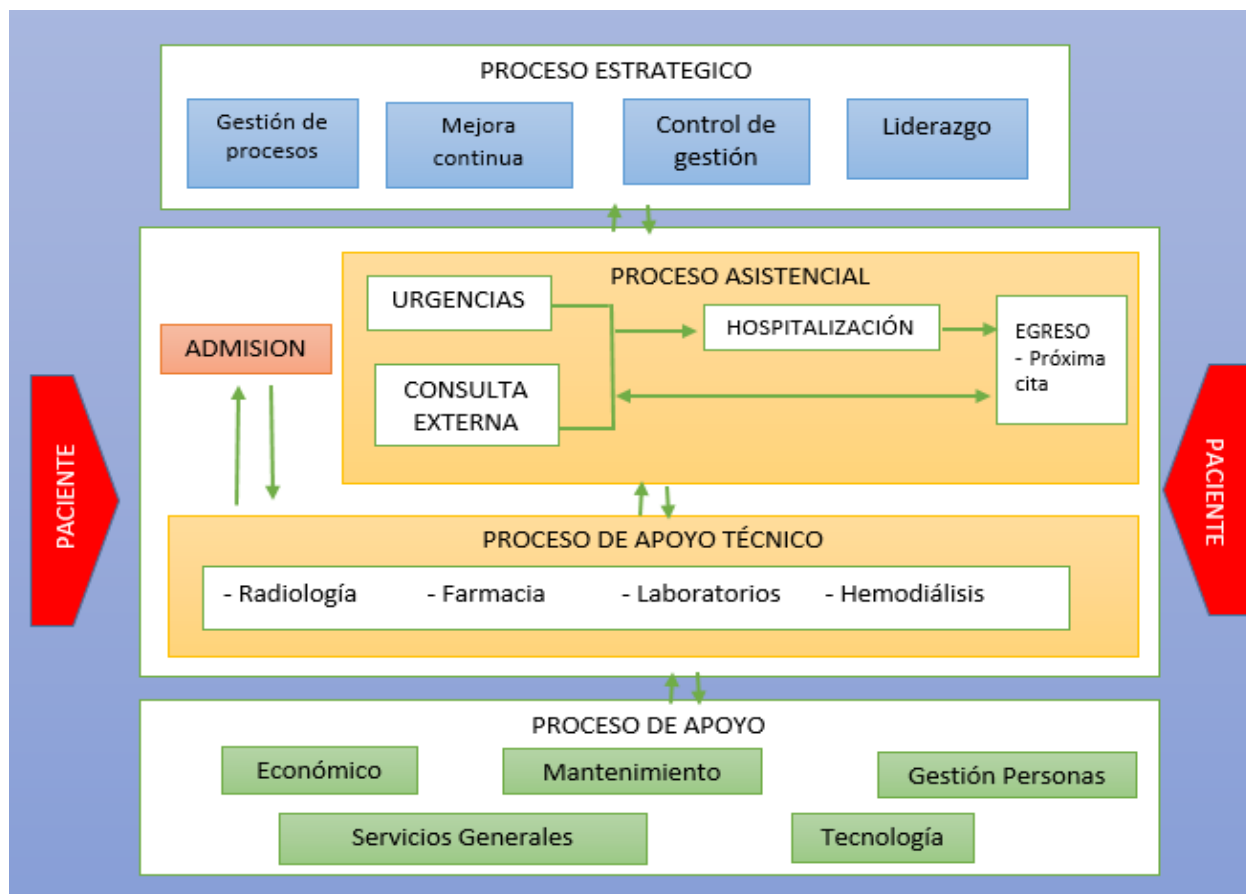 PROCESO ESTRATEGICO
Gestión de
procesos
Mejora
continua
Control de
gestión
Liderazgo
PROCESO ASISTENCIAL
URGENCIAS
HOSPITALIZACIÓN
EGRESO
- Próxima
cita
ADMISION
CONSULTA
EXTERNA
PACIENTE
PACIENTE
PROCESO DE APOYO TÉCNICO
- Radiología
- Farmacia
- Laboratorios
- Hemodiálisis
PROCESO DE APOYO
Económico
Mantenimiento
Gestión Personas
Servicios Generales
Tecnología